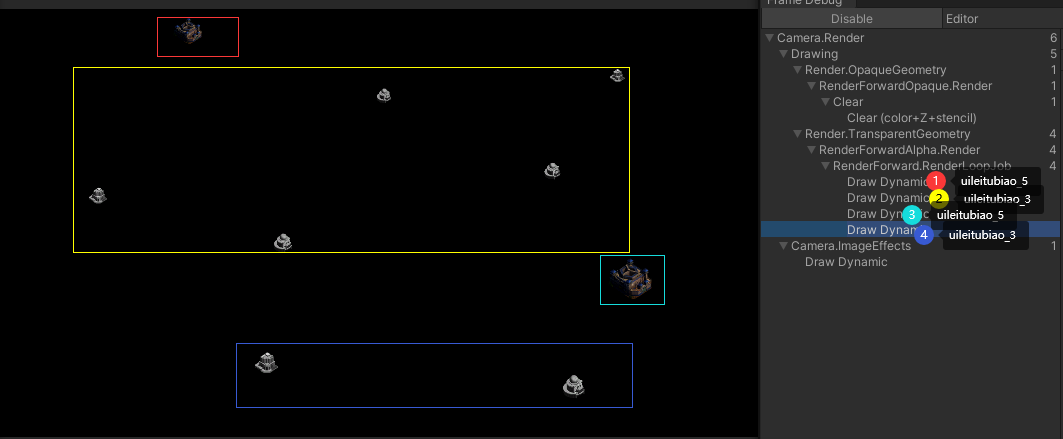 Frame Debug
Disable
Editor
Camera.Render 6
Drawing 5
Render.OpaqueGeometry 1
RenderForwardOpaque.Render 1
Clear 1
Clear (color+Z+stencil)
Render.TransparentGeometry 4
RenderForwardAlpha.Render 4
RenderForward.RenderLoopJob 4
Draw Dynamic 1 uileitubiao_5
Draw Dynamic 2 uileitubiao_3
Draw Dynamic 3 uileitubiao_5
Draw Dynam 4 uileitubiao_3
Camera.ImageEffects 1
Draw Dynamic